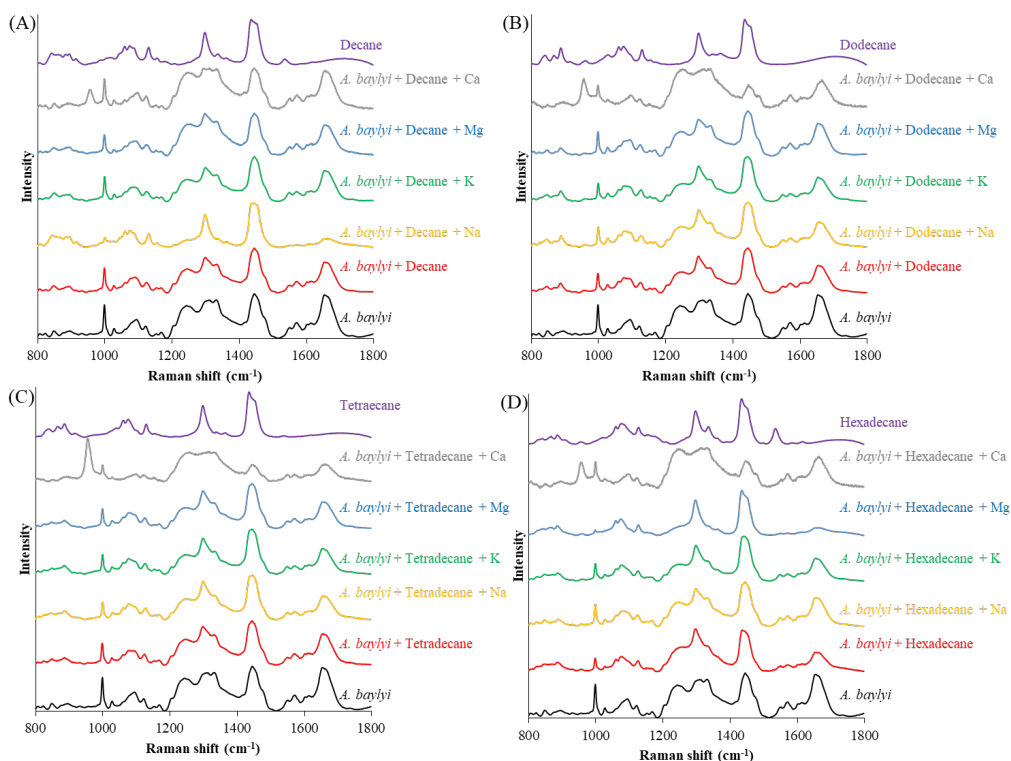 (A)
Decane
A. baylyi + Decane + Ca
A. baylyi + Decane + Mg
A. baylyi + Decane + K
A. baylyi + Decane + Na
A. baylyi + Decane
A. baylyi
Intensity
800 1000 1200 1400 1600 1800
Raman shift (cm-1)
(B)
Dodecane
A. baylyi + Dodecane + Ca
A. baylyi + Dodecane + Mg
A. baylyi + Dodecane + K
A. baylyi + Dodecane + Na
A. baylyi + Dodecane
A. baylyi
Intensity
800 1000 1200 1400 1600 1800
Raman shift (cm-1)
(C)
Tetraecane
A. baylyi + Tetradecane + Ca
A. baylyi + Tetradecane + Mg
A. baylyi + Tetradecane + K
A. baylyi + Tetradecane + Na
A. baylyi + Tetradecane
A. baylyi
Intensity
800 1000 1200 1400 1600 1800
Raman shift (cm-1)
(D)
Hexadecane
A. baylyi + Hexadecane + Ca
A. baylyi + Hexadecane + Mg
A. baylyi + Hexadecane + K
A. baylyi + Hexadecane + Na
A. baylyi + Hexadecane
A. baylyi
Intensity
800 1000 1200 1400 1600 1800
Raman shift (cm-1)